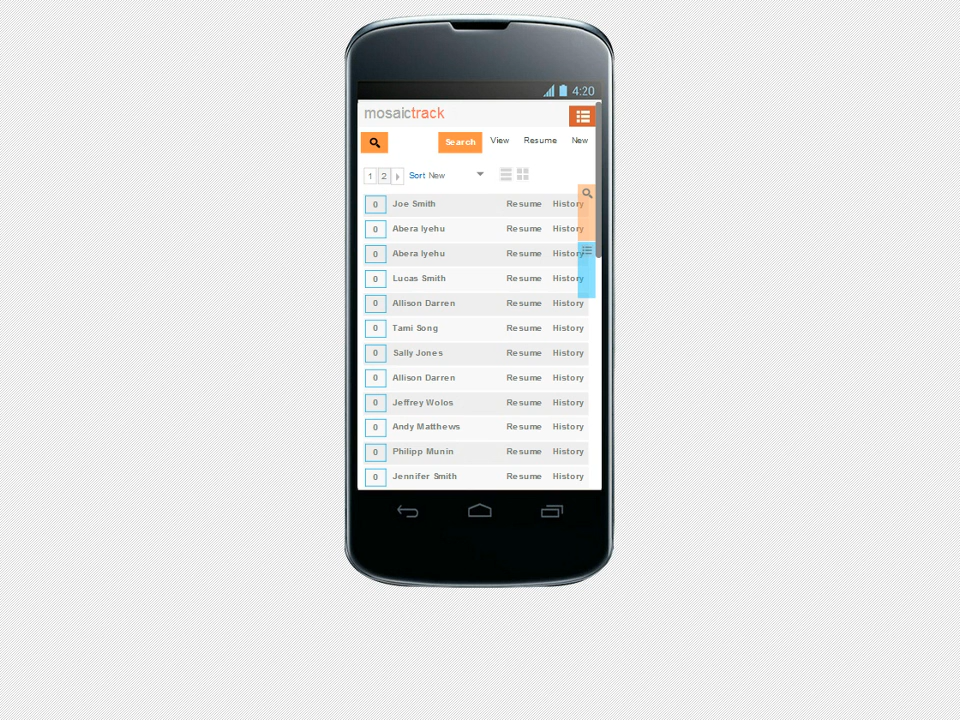 4:20
mosaictrack
Search View Resume New
1 2 Sort New
0 Joe Smith Resume History
0 Abera Iyehu Resume History
0 Abera Iyehu Resume History
0 Lucas Smith Resume History
0 Allison Darren Resume History
0 Tami Song Resume History
0 Sally Jones Resume History
0 Allison Darren Resume History
0 Jeffrey Wolos Resume History
0 Andy Matthews Resume History
0 Philipp Munin Resume History
0 Jennifer Smith Resume History